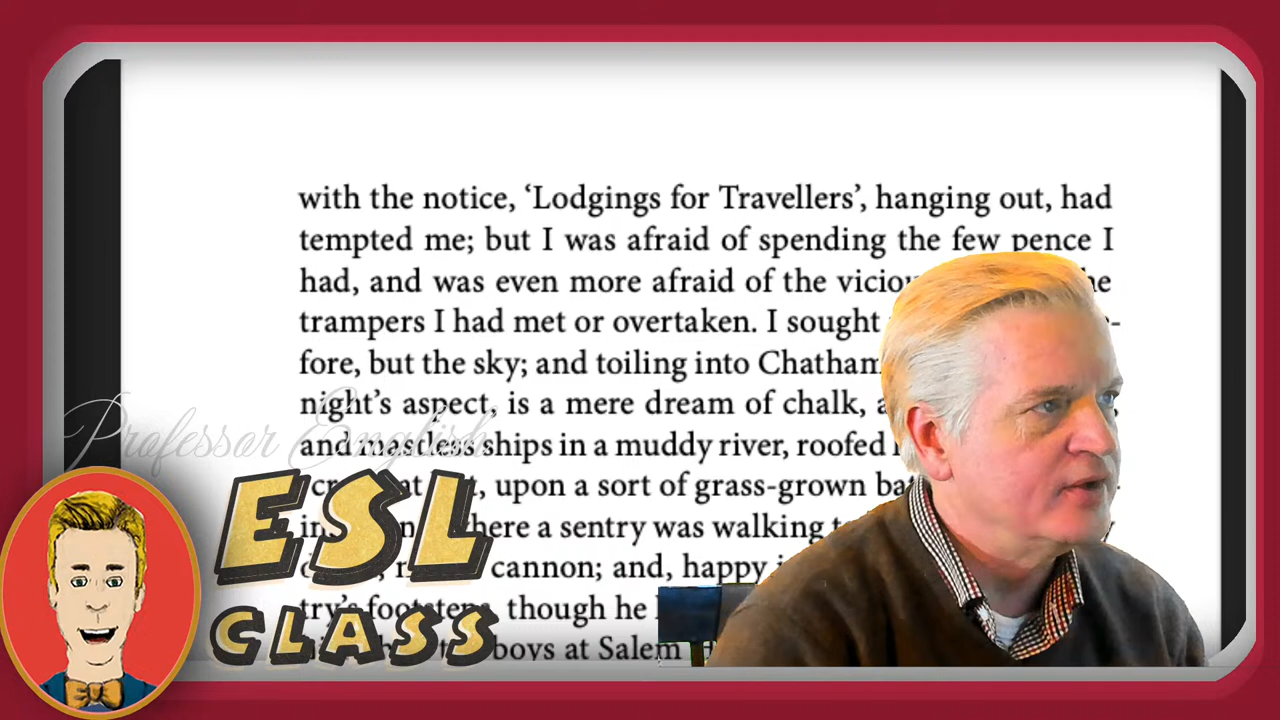 with the notice, ‘Lodgings for Travellers’, hanging out, had
tempted me; but I was afraid of spending the few pence I
had, and was even more afraid of the
trampers I had met or overtaken. I sought
fore, but the sky; and toiling into Chatham
night’s aspect, is a mere dream of chalk,
and mastless ships in a muddy river, roofed
upon a sort of grass-grown
where a sentry was walking
cannon; and, happy
try’s footsteps, though he
boys at Salem
Professor English
ESL
CLASS